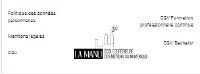 Politique des données
personnelles
Mentions légales
CGU
LA MANU
ÉCOLE SUPÉRIEURE
DES MÉTIERS DU NUMÉRIQUE
CGV Formation
professionnelle continue
CGV Bachelor